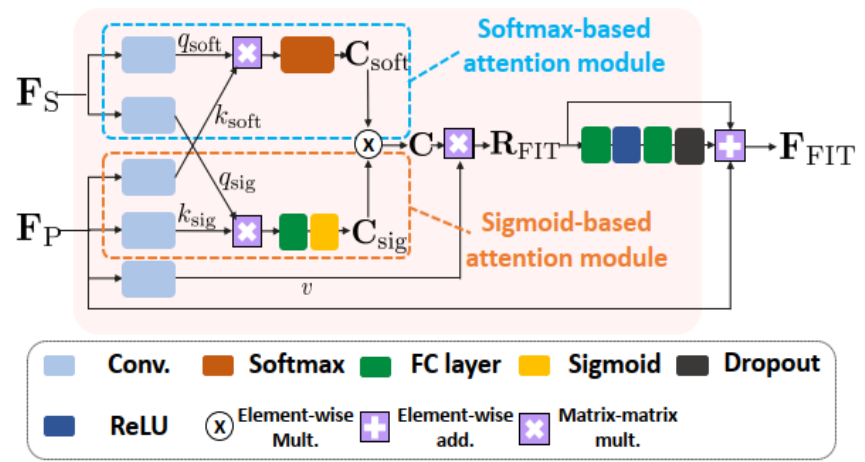 q_soft
C_soft
Softmax-based
attention module
F_S
k_soft
C
R_FIT
F_FIT
q_sig
F_P
k_sig
C_sig
Sigmoid-based
attention module
v
Conv.
Softmax
FC layer
Sigmoid
Dropout
ReLU
x
Element-wise
Mult.
Element-wise
add.
Matrix-matrix
mult.